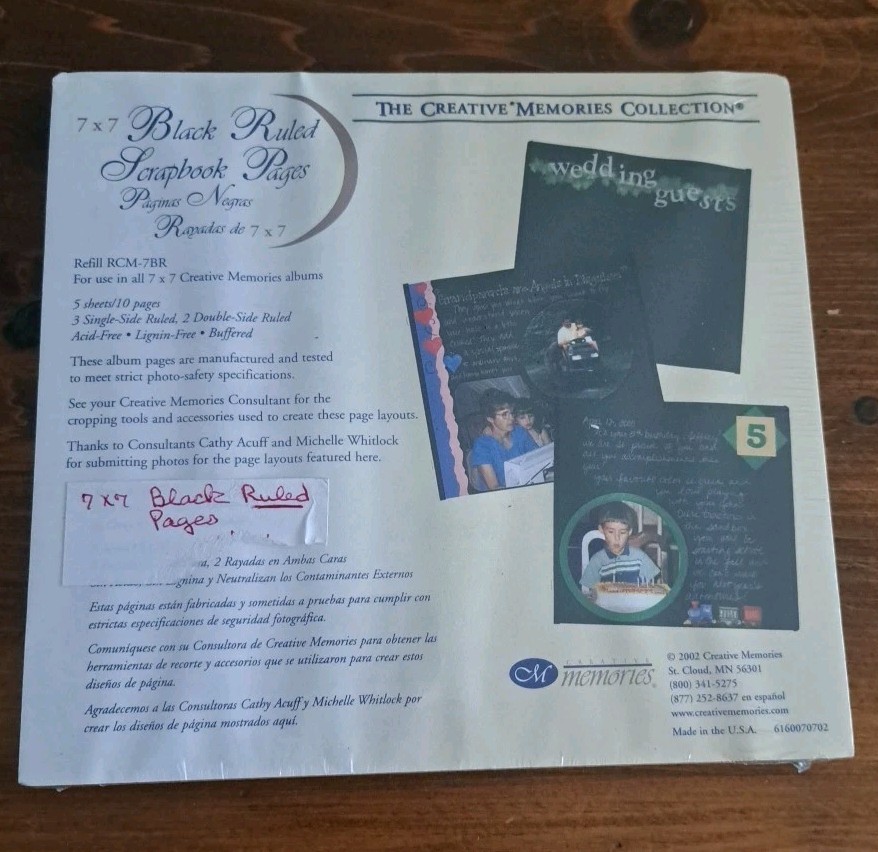 7 x 7 Black Ruled
Scrapbook Pages
Páginas Negras
Rayadas de 7 x 7
THE CREATIVE MEMORIES COLLECTION®
Refill RCM-7BR
For use in all 7 x 7 Creative Memories albums
5 sheets/10 pages
3 Single-Side Ruled, 2 Double-Side Ruled
Acid-Free • Lignin-Free • Buffered
These album pages are manufactured and tested
to meet strict photo-safety specifications.
See your Creative Memories Consultant for the
cropping tools and accessories used to create these page layouts.
Thanks to Consultants Cathy Acuff and Michelle Whitlock
for submitting photos for the page layouts featured here.
7 x 7 Black Ruled
Pages
2 Rayadas en Ambas Caras
y Neutralizan los Contaminantes Externos
Estas páginas están fabricadas y sometidas a pruebas para cumplir con
estrictas especificaciones de seguridad fotográfica.
Comuníquese con su Consultora de Creative Memories para obtener las
herramientas de recorte y accesorios que se utilizaron para crear estos
diseños de página.
Agradecemos a las Consultoras Cathy Acuff y Michelle Whitlock por
crear los diseños de página mostrados aquí.
wedding
guests
5
CM
CREATIVE
memories®
© 2002 Creative Memories
St. Cloud, MN 56301
(800) 341-5275
(877) 252-8637 en español
www.creativememories.com
Made in the U.S.A. 6160070702